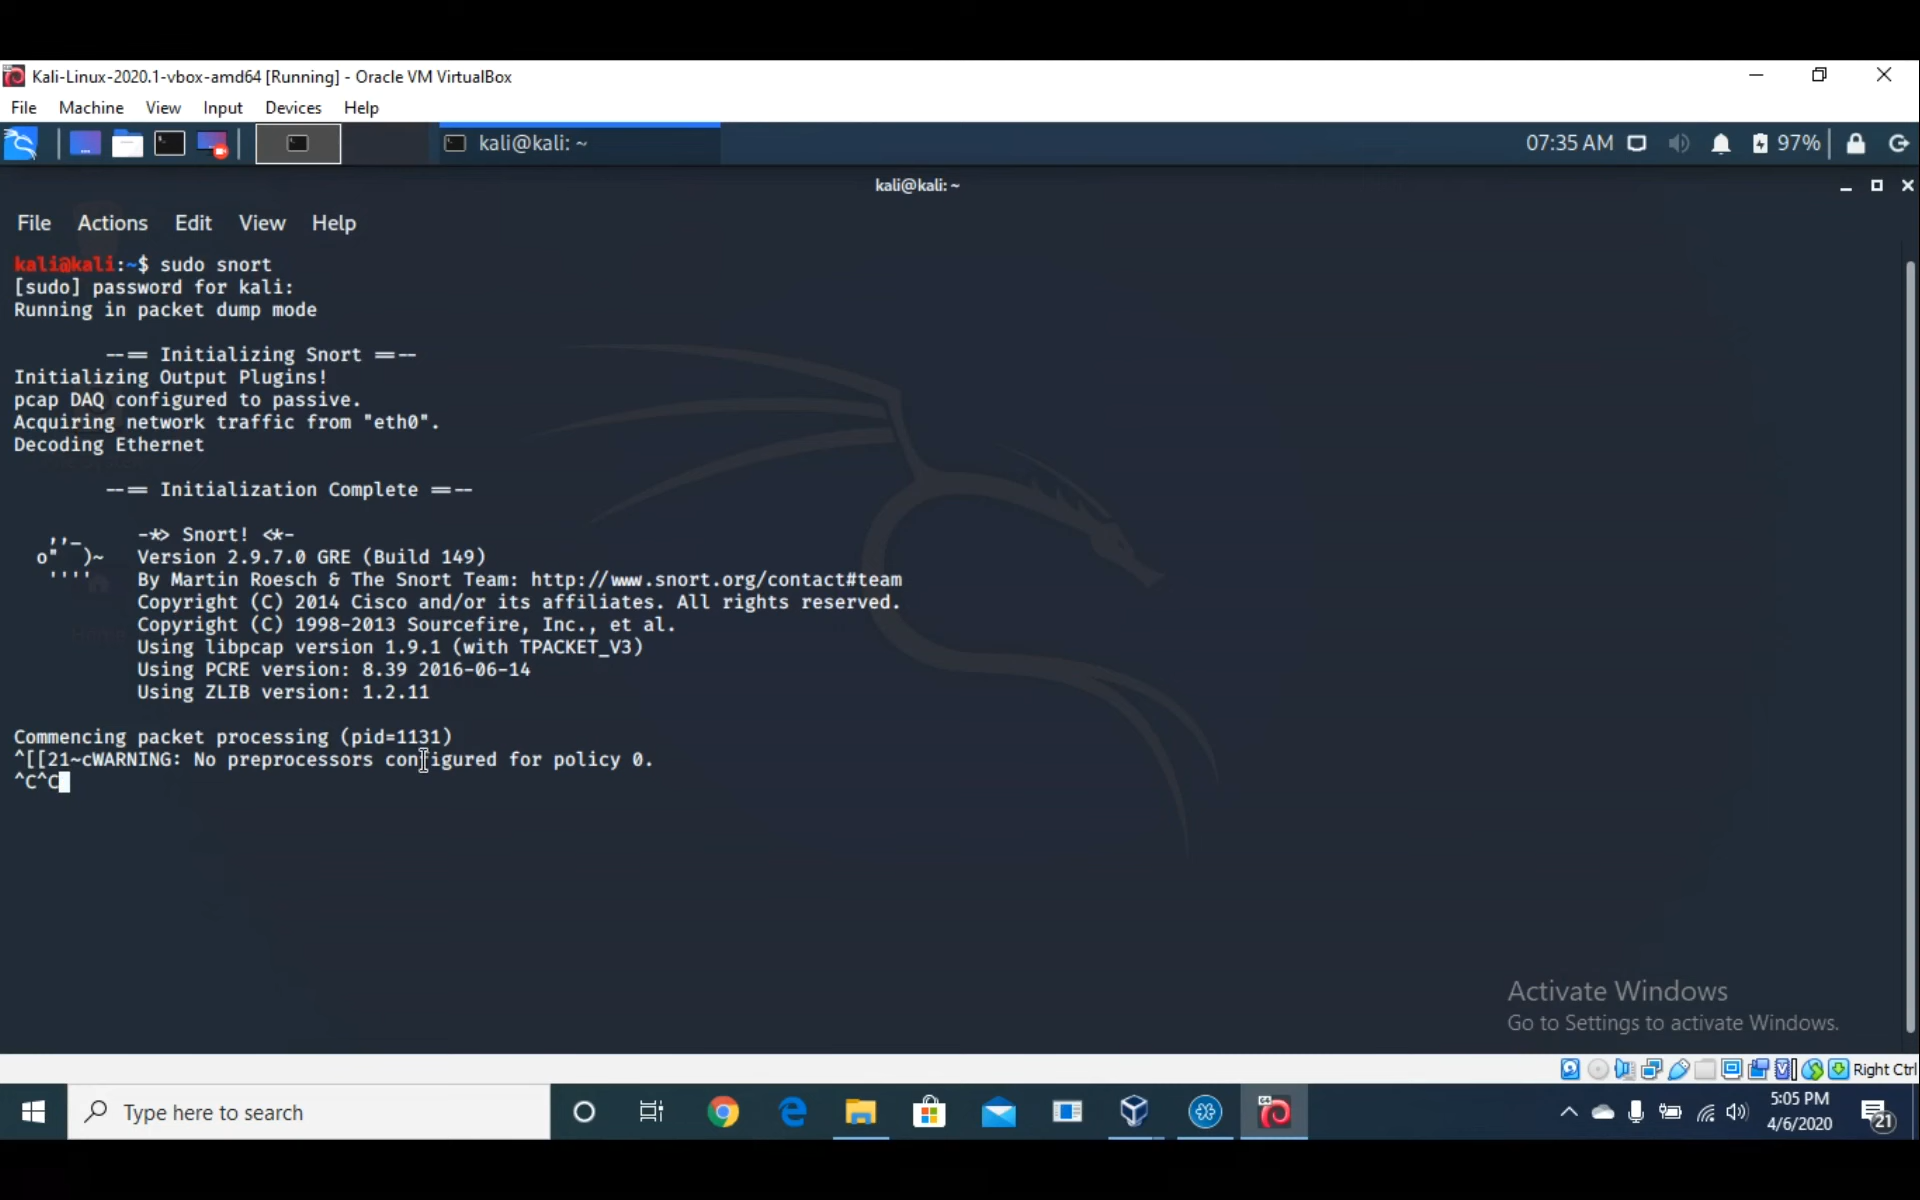 Kali-Linux-2020.1-vbox-amd64 [Running] - Oracle VM VirtualBox
File Machine View Input Devices Help
kali@kali: ~ 07:35 AM 97%
kali@kali: ~
File Actions Edit View Help
kali@kali:~$ sudo snort
[sudo] password for kali:
Running in packet dump mode
--== Initializing Snort ==--
Initializing Output Plugins!
pcap DAQ configured to passive.
Acquiring network traffic from "eth0".
Decoding Ethernet
--== Initialization Complete ==--
,,_ -*> Snort! <*-
o" )~ Version 2.9.7.0 GRE (Build 149)
'''' By Martin Roesch & The Snort Team: http://www.snort.org/contact#team
Copyright (C) 2014 Cisco and/or its affiliates. All rights reserved.
Copyright (C) 1998-2013 Sourcefire, Inc., et al.
Using libpcap version 1.9.1 (with TPACKET_V3)
Using PCRE version: 8.39 2016-06-14
Using ZLIB version: 1.2.11
Commencing packet processing (pid=1131)
^[[21~cWARNING: No preprocessors configured for policy 0.
^C^C
Activate Windows
Go to Settings to activate Windows.
Right Ctrl
Type here to search
5:05 PM
4/6/2020
21